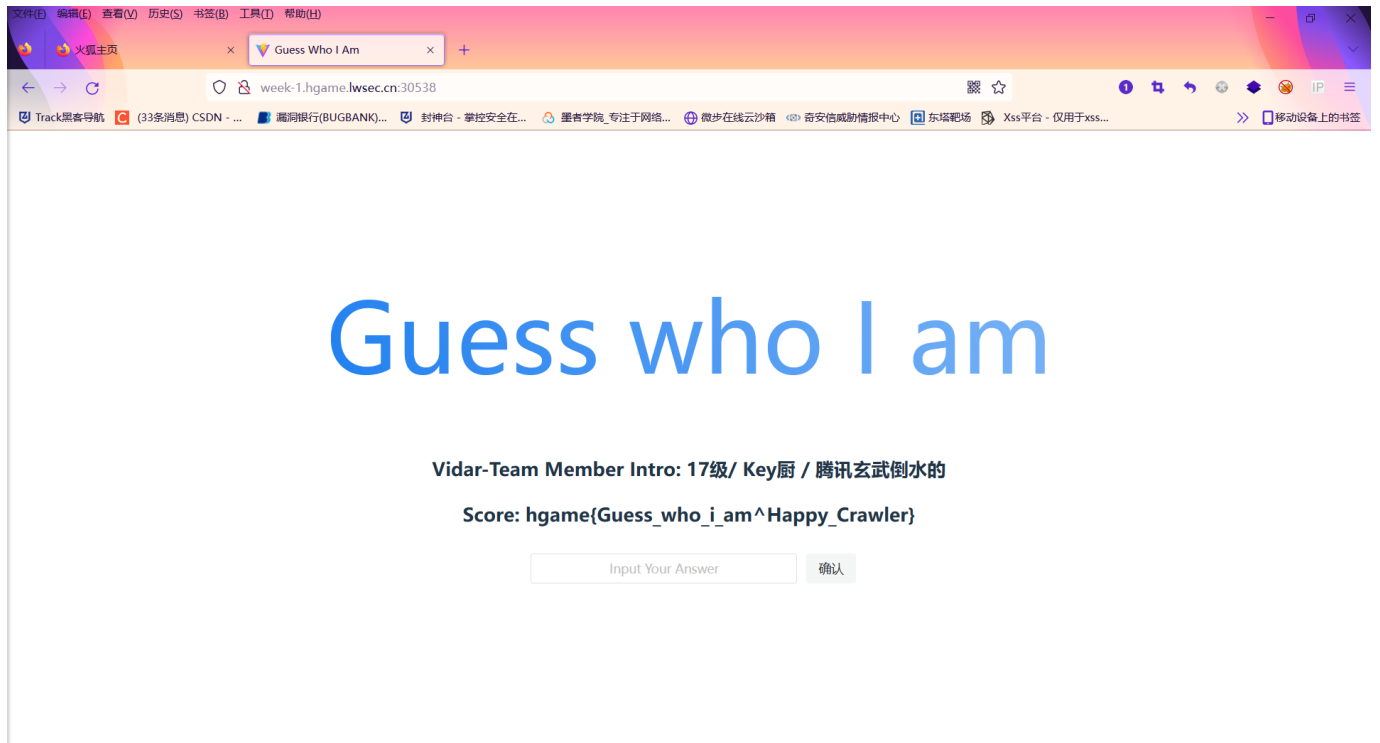 文件(F) 编辑(E) 查看(V) 历史(S) 书签(B) 工具(T) 帮助(H)
火狐主页 Guess Who I Am
week-1.hgame.lwsec.cn:30538
Track黑客导航 (33条消息) CSDN - ... 漏洞银行(BUGBANK)... 封神台 - 掌控安全在... 墨者学院_专注于网络... 微步在线云沙箱 奇安信威胁情报中心 东塔靶场 Xss平台 - 仅用于xss... 移动设备上的书签
Guess who I am
Vidar-Team Member Intro: 17级/ Key厨 / 腾讯玄武倒水的
Score: hgame{Guess_who_i_am^Happy_Crawler}
Input Your Answer 确认